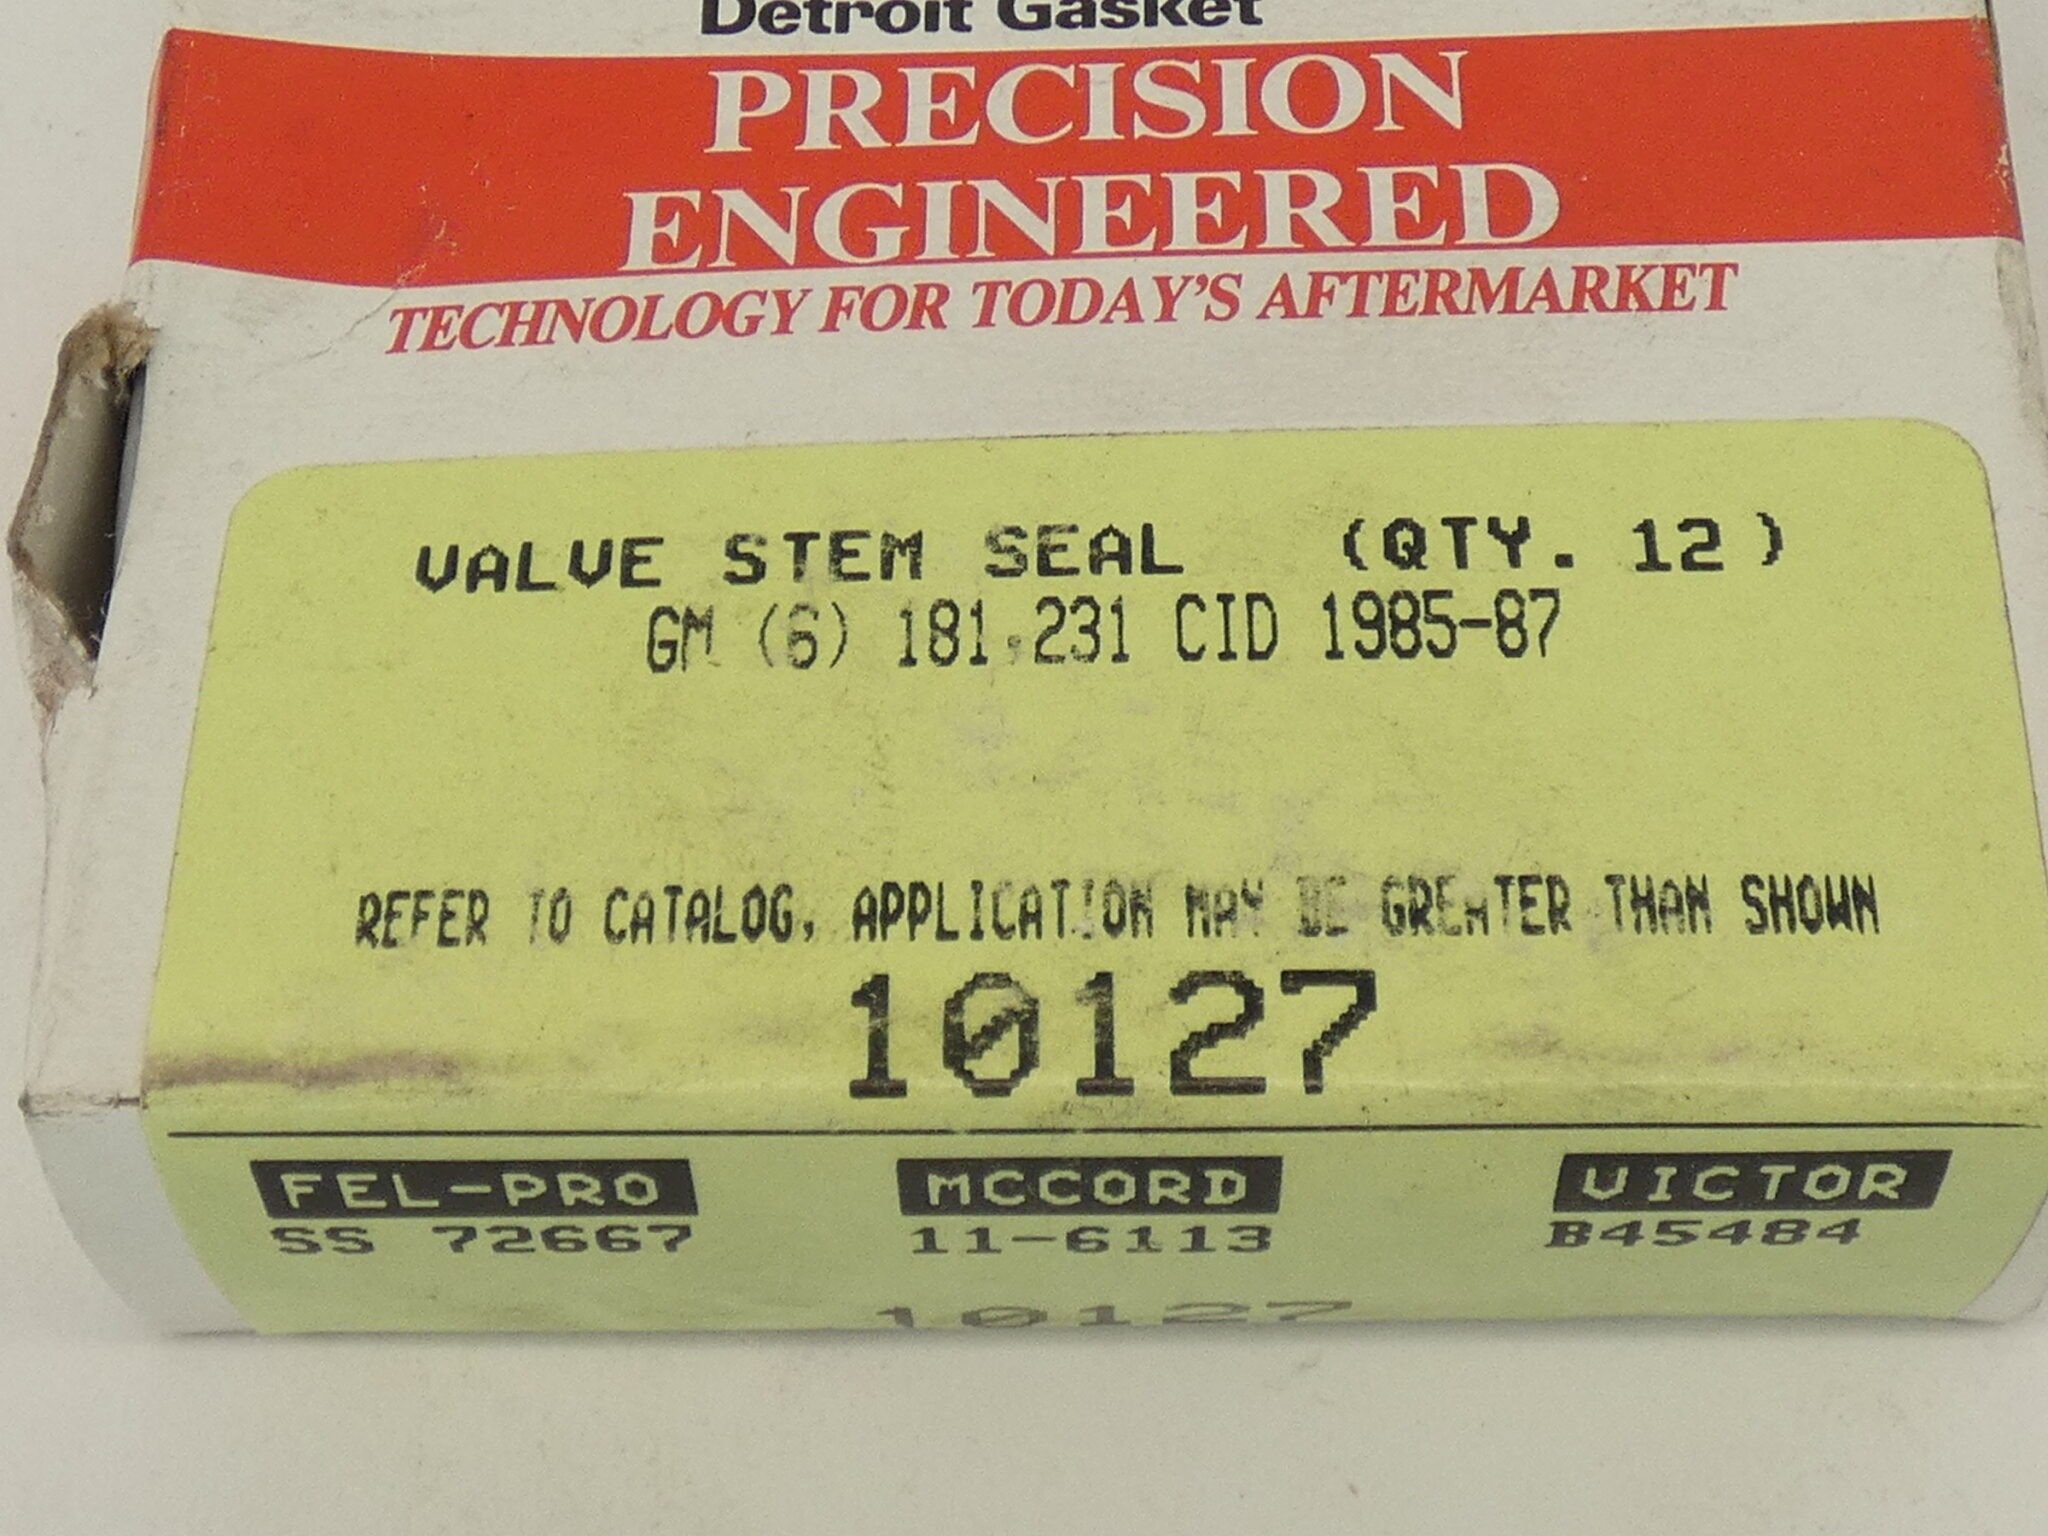 Detroit Gasket
PRECISION
ENGINEERED
TECHNOLOGY FOR TODAY'S AFTERMARKET
VALVE STEM SEAL (QTY. 12)
GM (6) 181,231 CID 1985-87
REFER TO CATALOG, APPLICATION MAY BE GREATER THAN SHOWN
10127
FEL-PRO MCCORD VICTOR
SS 72667 11-6113 B45484
10127